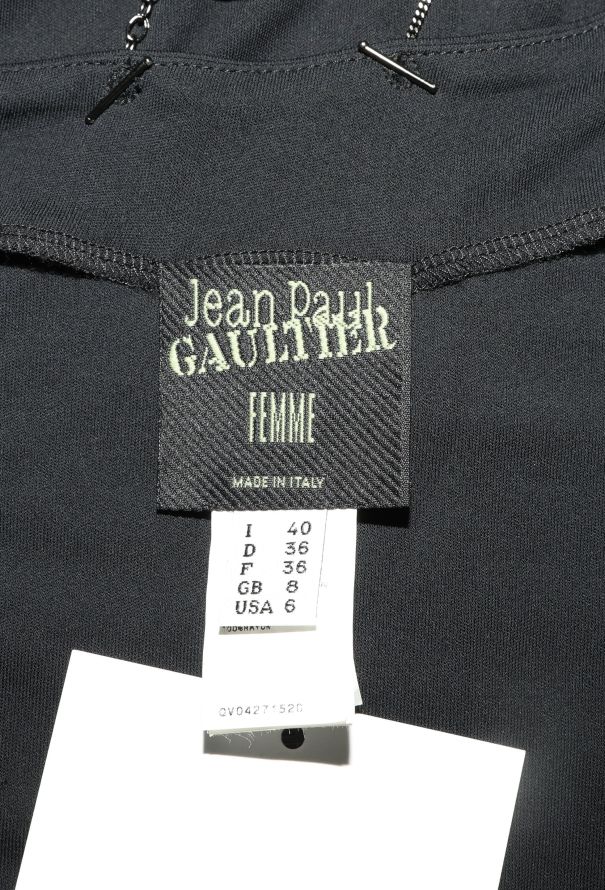 Jean Paul
GAULTIER
FEMME
MADE IN ITALY
I 40
D 36
F 36
GB 8
USA 6